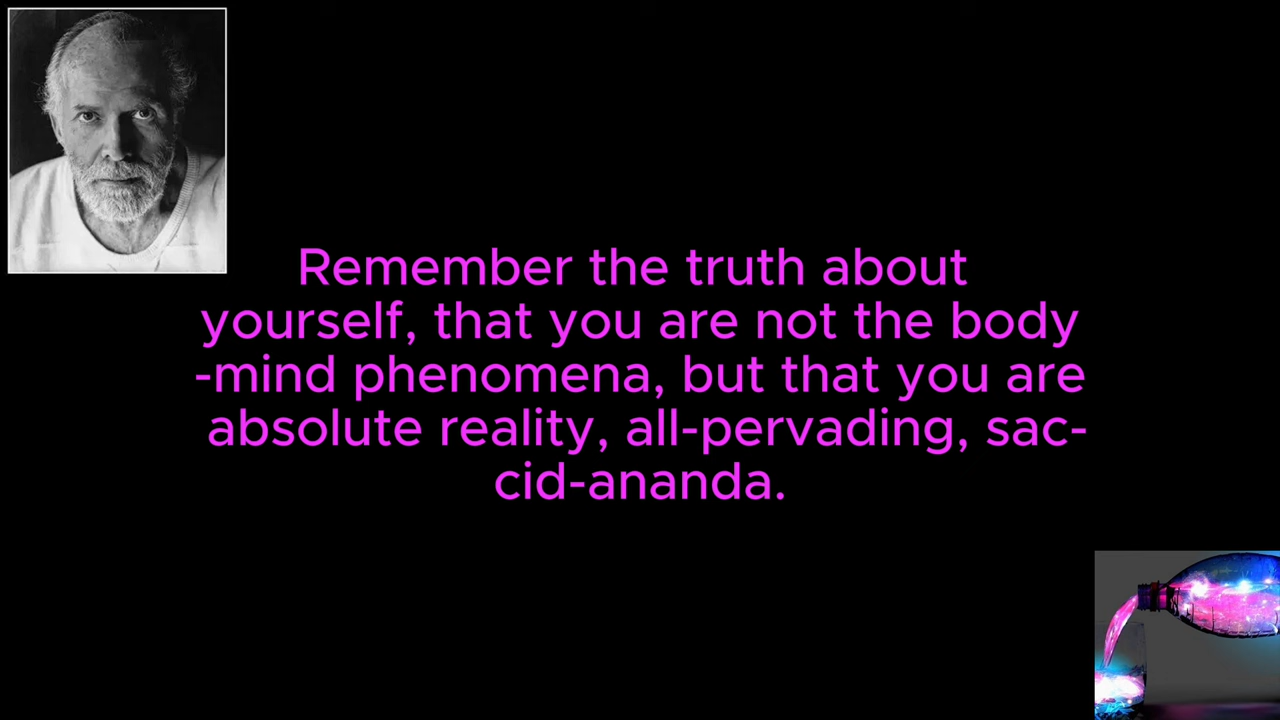 Remember the truth about
yourself, that you are not the body
-mind phenomena, but that you are
absolute reality, all-pervading, sac-
cid-ananda.